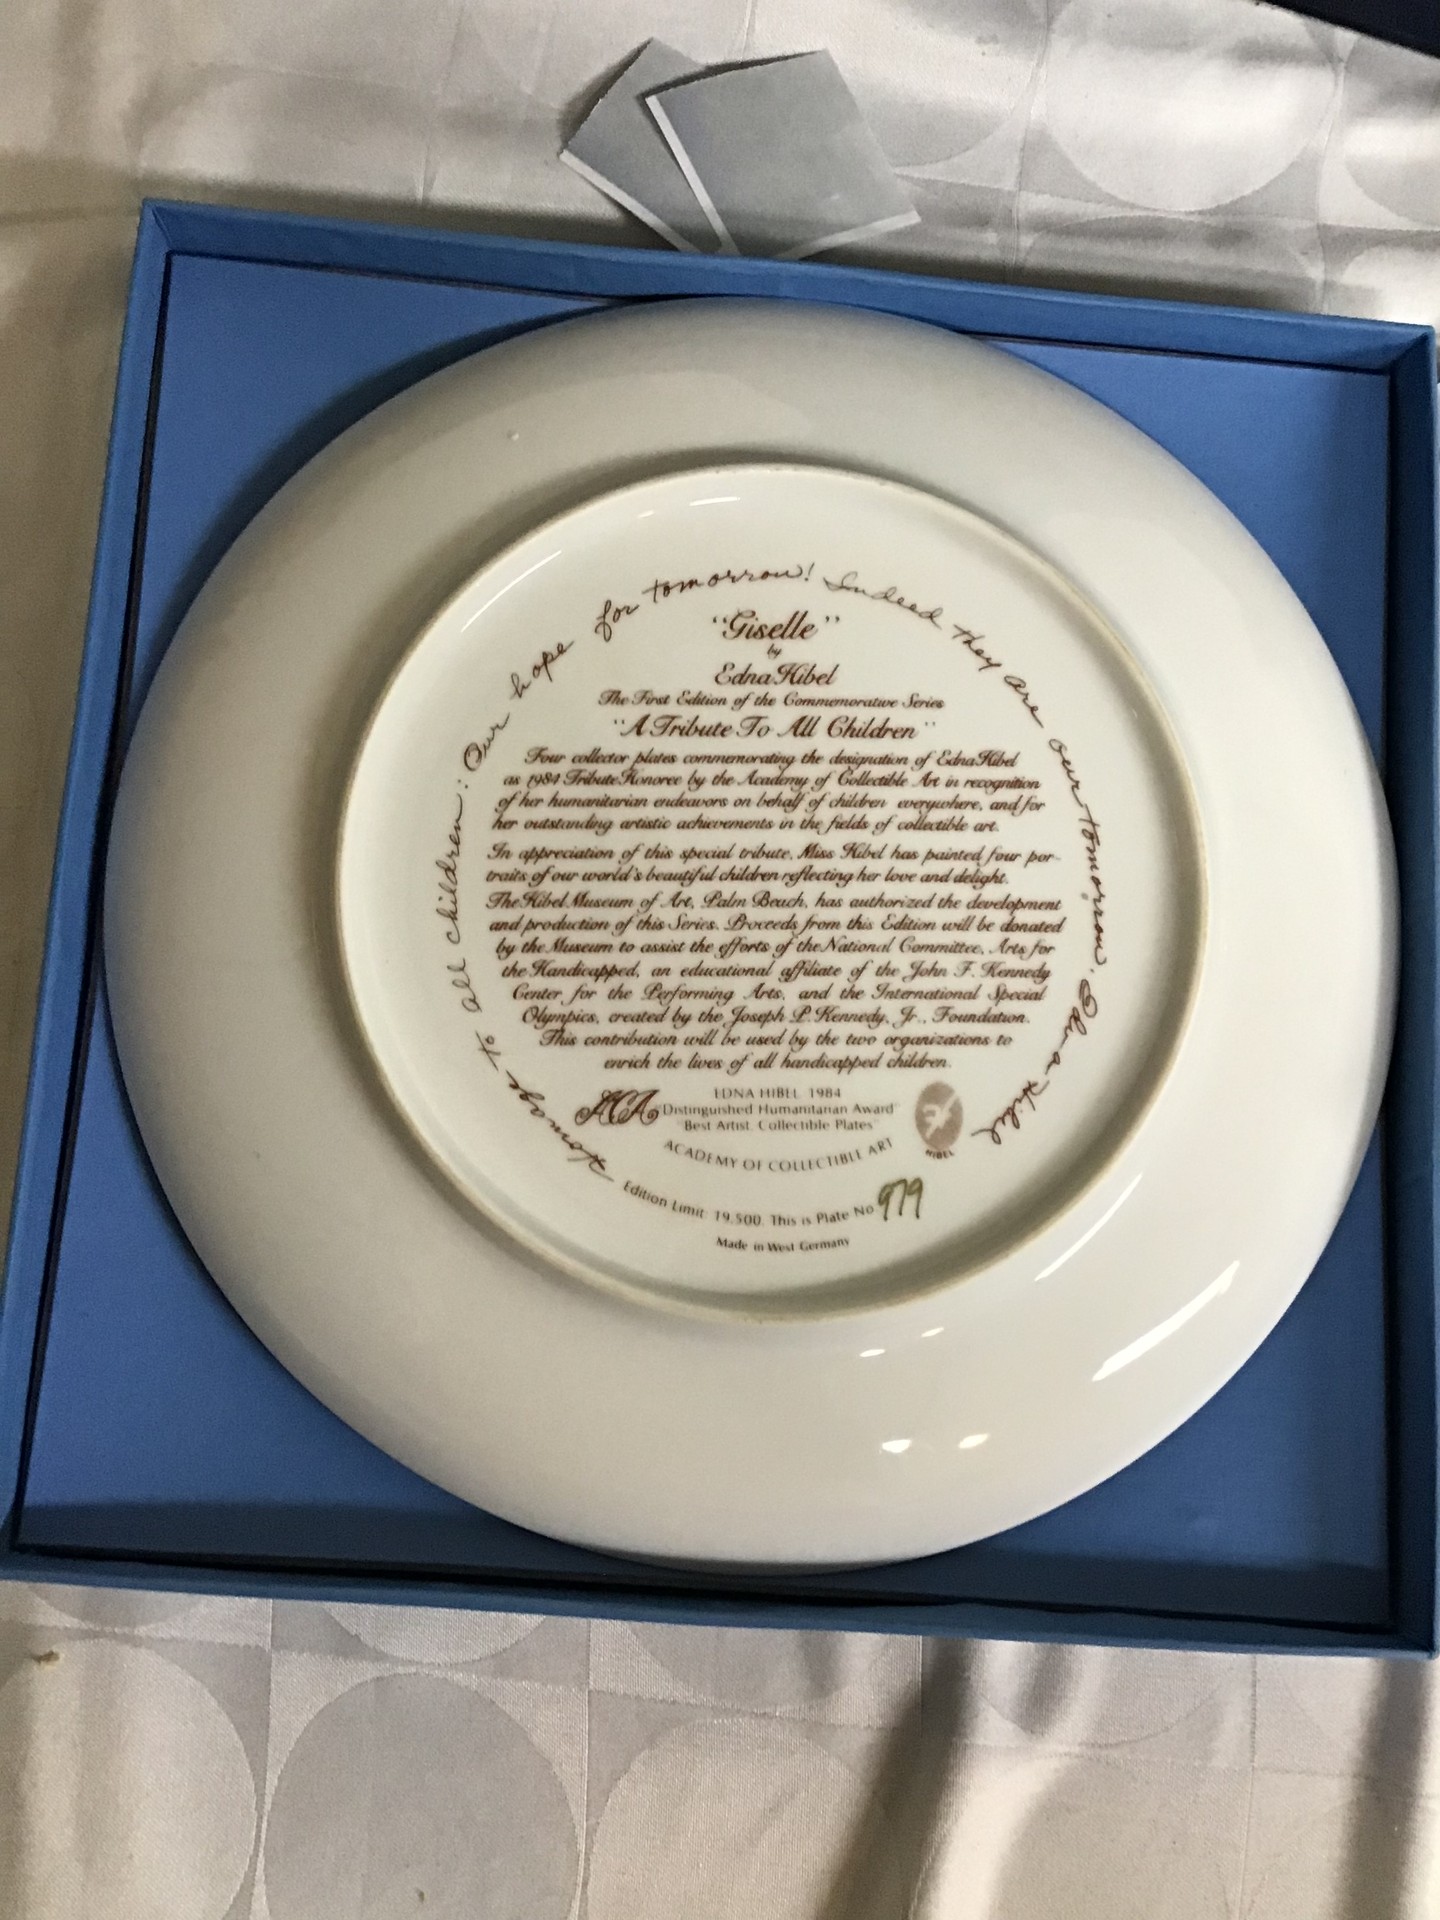 Homage to all children: Our hope for tomorrow! Indeed they are our tomorrow. Edna Hibel
"Giselle"
by
Edna Hibel
The First Edition of the Commemorative Series
"A Tribute To All Children"
Four collector plates commemorating the designation of Edna Hibel
as 1984 Tribute Honoree by the Academy of Collectible Art in recognition
of her humanitarian endeavors on behalf of children everywhere, and for
her outstanding artistic achievements in the fields of collectible art.
In appreciation of this special tribute, Miss Hibel has painted four por-
traits of our world's beautiful children reflecting her love and delight.
The Hibel Museum of Art, Palm Beach, has authorized the development
and production of this Series. Proceeds from this Edition will be donated
by the Museum to assist the efforts of the National Committee, Arts for
the Handicapped, an educational affiliate of the John F. Kennedy
Center for the Performing Arts, and the International Special
Olympics, created by the Joseph P. Kennedy, Jr., Foundation.
This contribution will be used by the two organizations to
enrich the lives of all handicapped children.
ACA
EDNA HIBEL 1984
"Distinguished Humanitarian Award"
"Best Artist, Collectible Plates"
ACADEMY OF COLLECTIBLE ART
HIBEL
Edition Limit: 19,500. This is Plate No 979
Made in West Germany